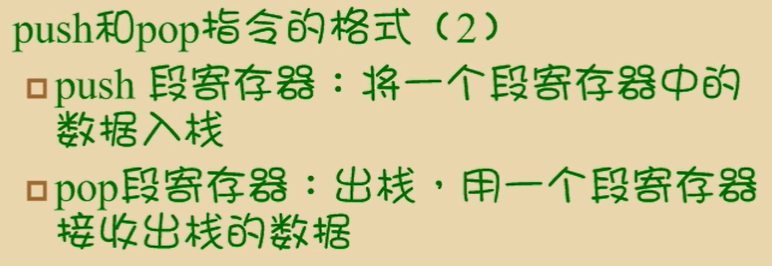 push和pop指令的格式（2）
push 段寄存器：将一个段寄存器中的
数据入栈
pop段寄存器：出栈，用一个段寄存器
接收出栈的数据